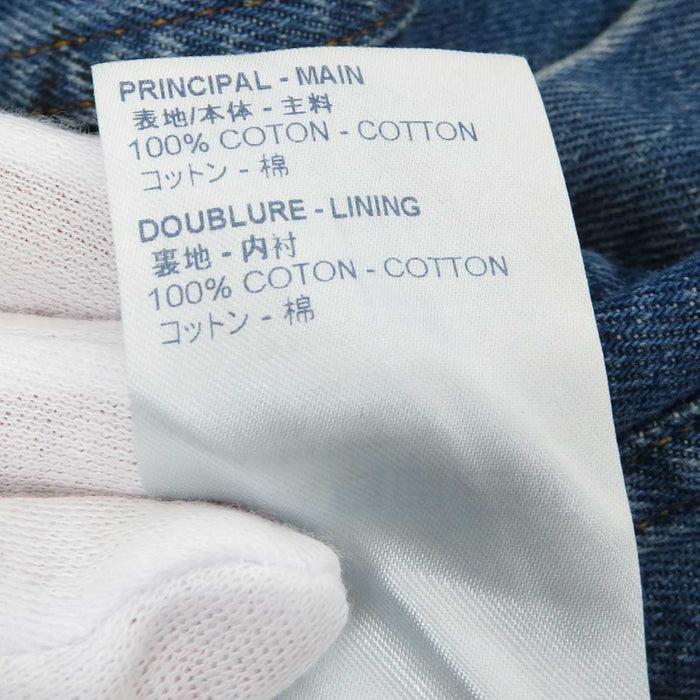 PRINCIPAL - MAIN
表地/本体 - 主料
100% COTON - COTTON
コットン - 棉
DOUBLURE - LINING
裏地 - 内衬
100% COTON - COTTON
コットン - 棉